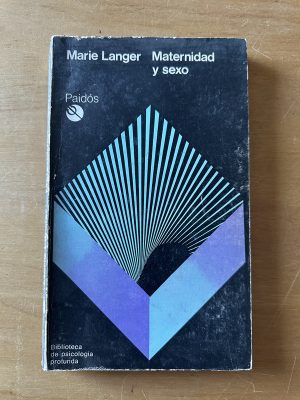 Marie Langer
Maternidad
y sexo
Paidós
Biblioteca
de psicología
profunda